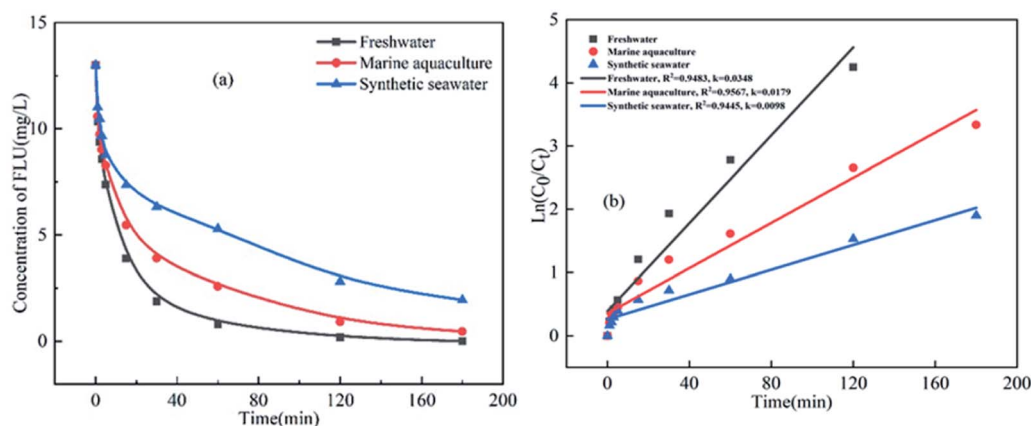 15
10
5
0
Concentration of FLU(mg/L)
(a)
Freshwater
Marine aquaculture
Synthetic seawater
0 40 80 120 160 200
Time(min)
5
4
3
2
1
0
Ln(C₀/Cₜ)
Freshwater
Marine aquaculture
Synthetic seawater
Freshwater, R²=0.9483, k=0.0348
Marine aquaculture, R²=0.9567, k=0.0179
Synthetic seawater, R²=0.9445, k=0.0098
(b)
0 40 80 120 160 200
Time(min)